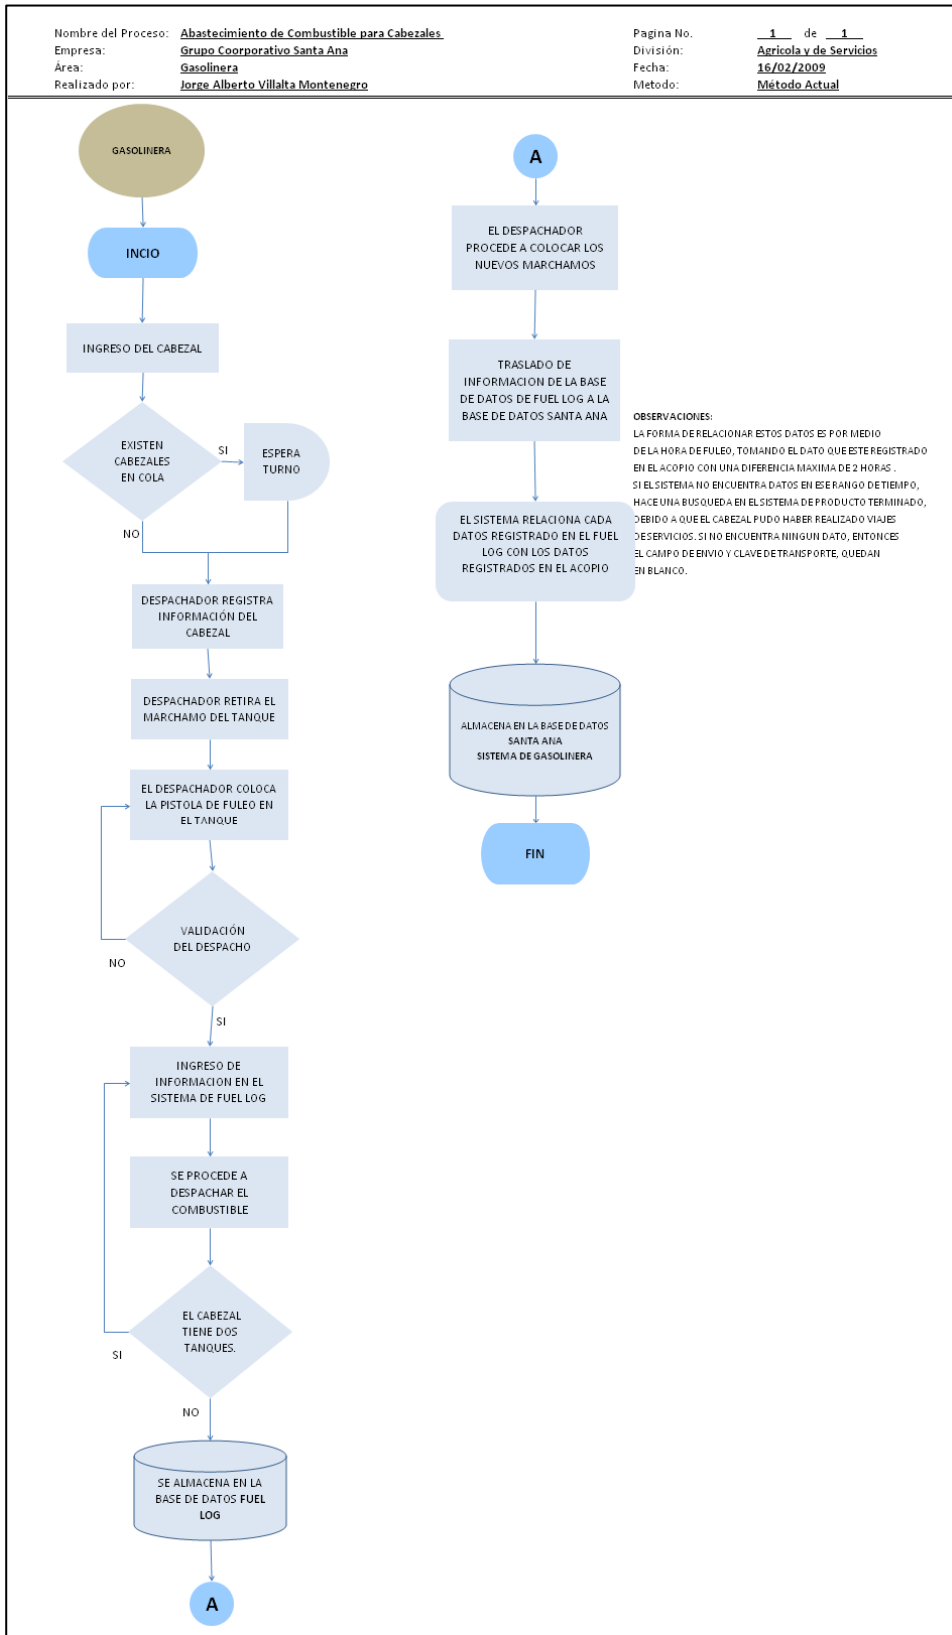 Nombre del Proceso: Abastecimiento de Combustible para Cabezales
Empresa: Grupo Coorporativo Santa Ana
Área: Gasolinera
Realizado por: Jorge Alberto Villalta Montenegro
Pagina No. 1 de 1
División: Agricola y de Servicios
Fecha: 16/02/2009
Metodo: Método Actual
GASOLINERA
INCIO
INGRESO DEL CABEZAL
EXISTEN
CABEZALES
EN COLA
SI
ESPERA
TURNO
NO
DESPACHADOR REGISTRA
INFORMACIÓN DEL
CABEZAL
DESPACHADOR RETIRA EL
MARCHAMO DEL TANQUE
EL DESPACHADOR COLOCA
LA PISTOLA DE FULEO EN
EL TANQUE
VALIDACIÓN
DEL DESPACHO
NO
SI
INGRESO DE
INFORMACION EN EL
SISTEMA DE FUEL LOG
SE PROCEDE A
DESPACHAR EL
COMBUSTIBLE
EL CABEZAL
TIENE DOS
TANQUES.
SI
NO
SE ALMACENA EN LA
BASE DE DATOS FUEL
LOG
A
A
EL DESPACHADOR
PROCEDE A COLOCAR LOS
NUEVOS MARCHAMOS
TRASLADO DE
INFORMACION DE LA BASE
DE DATOS DE FUEL LOG A LA
BASE DE DATOS SANTA ANA
EL SISTEMA RELACIONA CADA
DATOS REGISTRADO EN EL FUEL
LOG CON LOS DATOS
REGISTRADOS EN EL ACOPIO
ALMACENA EN LA BASE DE DATOS
SANTA ANA
SISTEMA DE GASOLINERA
FIN
OBSERVACIONES:
LA FORMA DE RELACIONAR ESTOS DATOS ES POR MEDIO
DE LA HORA DE FULEO, TOMANDO EL DATO QUE ESTE REGISTRADO
EN EL ACOPIO CON UNA DIFERENCIA MAXIMA DE 2 HORAS .
SI EL SISTEMA NO ENCUENTRA DATOS EN ESE RANGO DE TIEMPO,
HACE UNA BUSQUEDA EN EL SISTEMA DE PRODUCTO TERMINADO,
DEBIDO A QUE EL CABEZAL PUDO HABER REALIZADO VIAJES
DE SERVICIOS. SI NO ENCUENTRA NINGUN DATO, ENTONCES
EL CAMPO DE ENVIO Y CLAVE DE TRANSPORTE, QUEDAN
EN BLANCO.